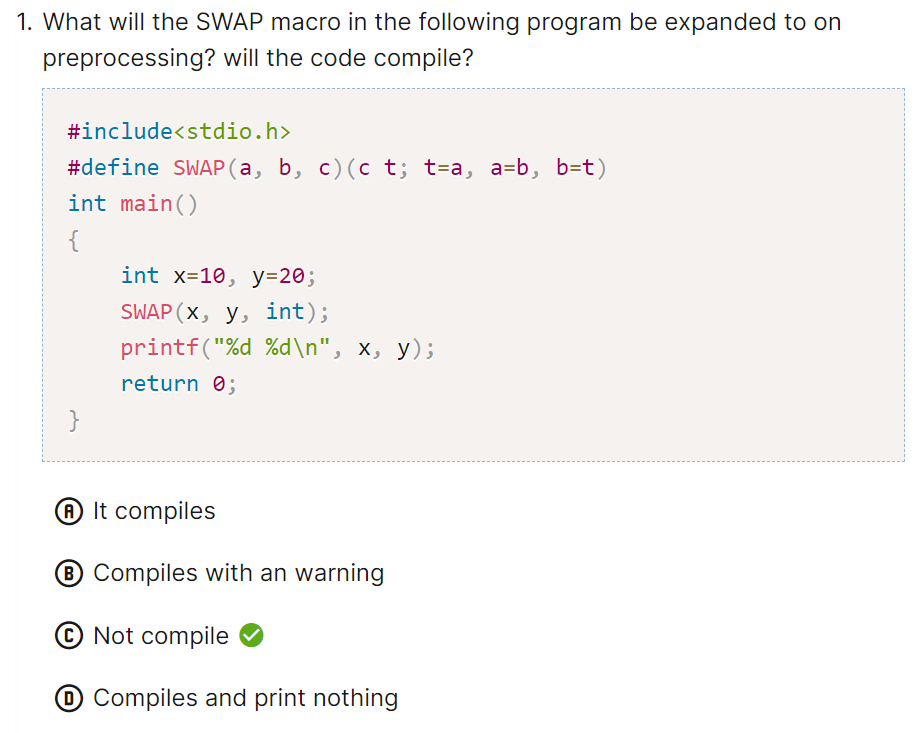 1. What will the SWAP macro in the following program be expanded to on
preprocessing? will the code compile?
#include<stdio.h>
#define SWAP(a, b, c)(c t; t=a, a=b, b=t)
int main()
{
    int x=10, y=20;
    SWAP(x, y, int);
    printf("%d %d\n", x, y);
    return 0;
}
A It compiles
B Compiles with an warning
C Not compile
D Compiles and print nothing